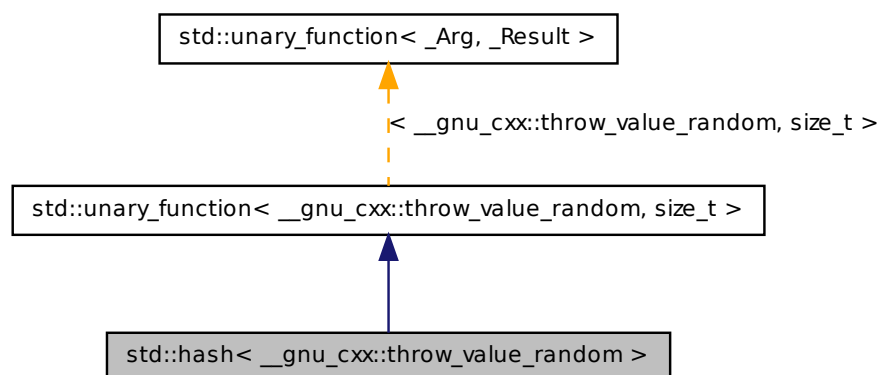 std::unary_function< _Arg, _Result >
< __gnu_cxx::throw_value_random, size_t >
std::unary_function< __gnu_cxx::throw_value_random, size_t >
std::hash< __gnu_cxx::throw_value_random >